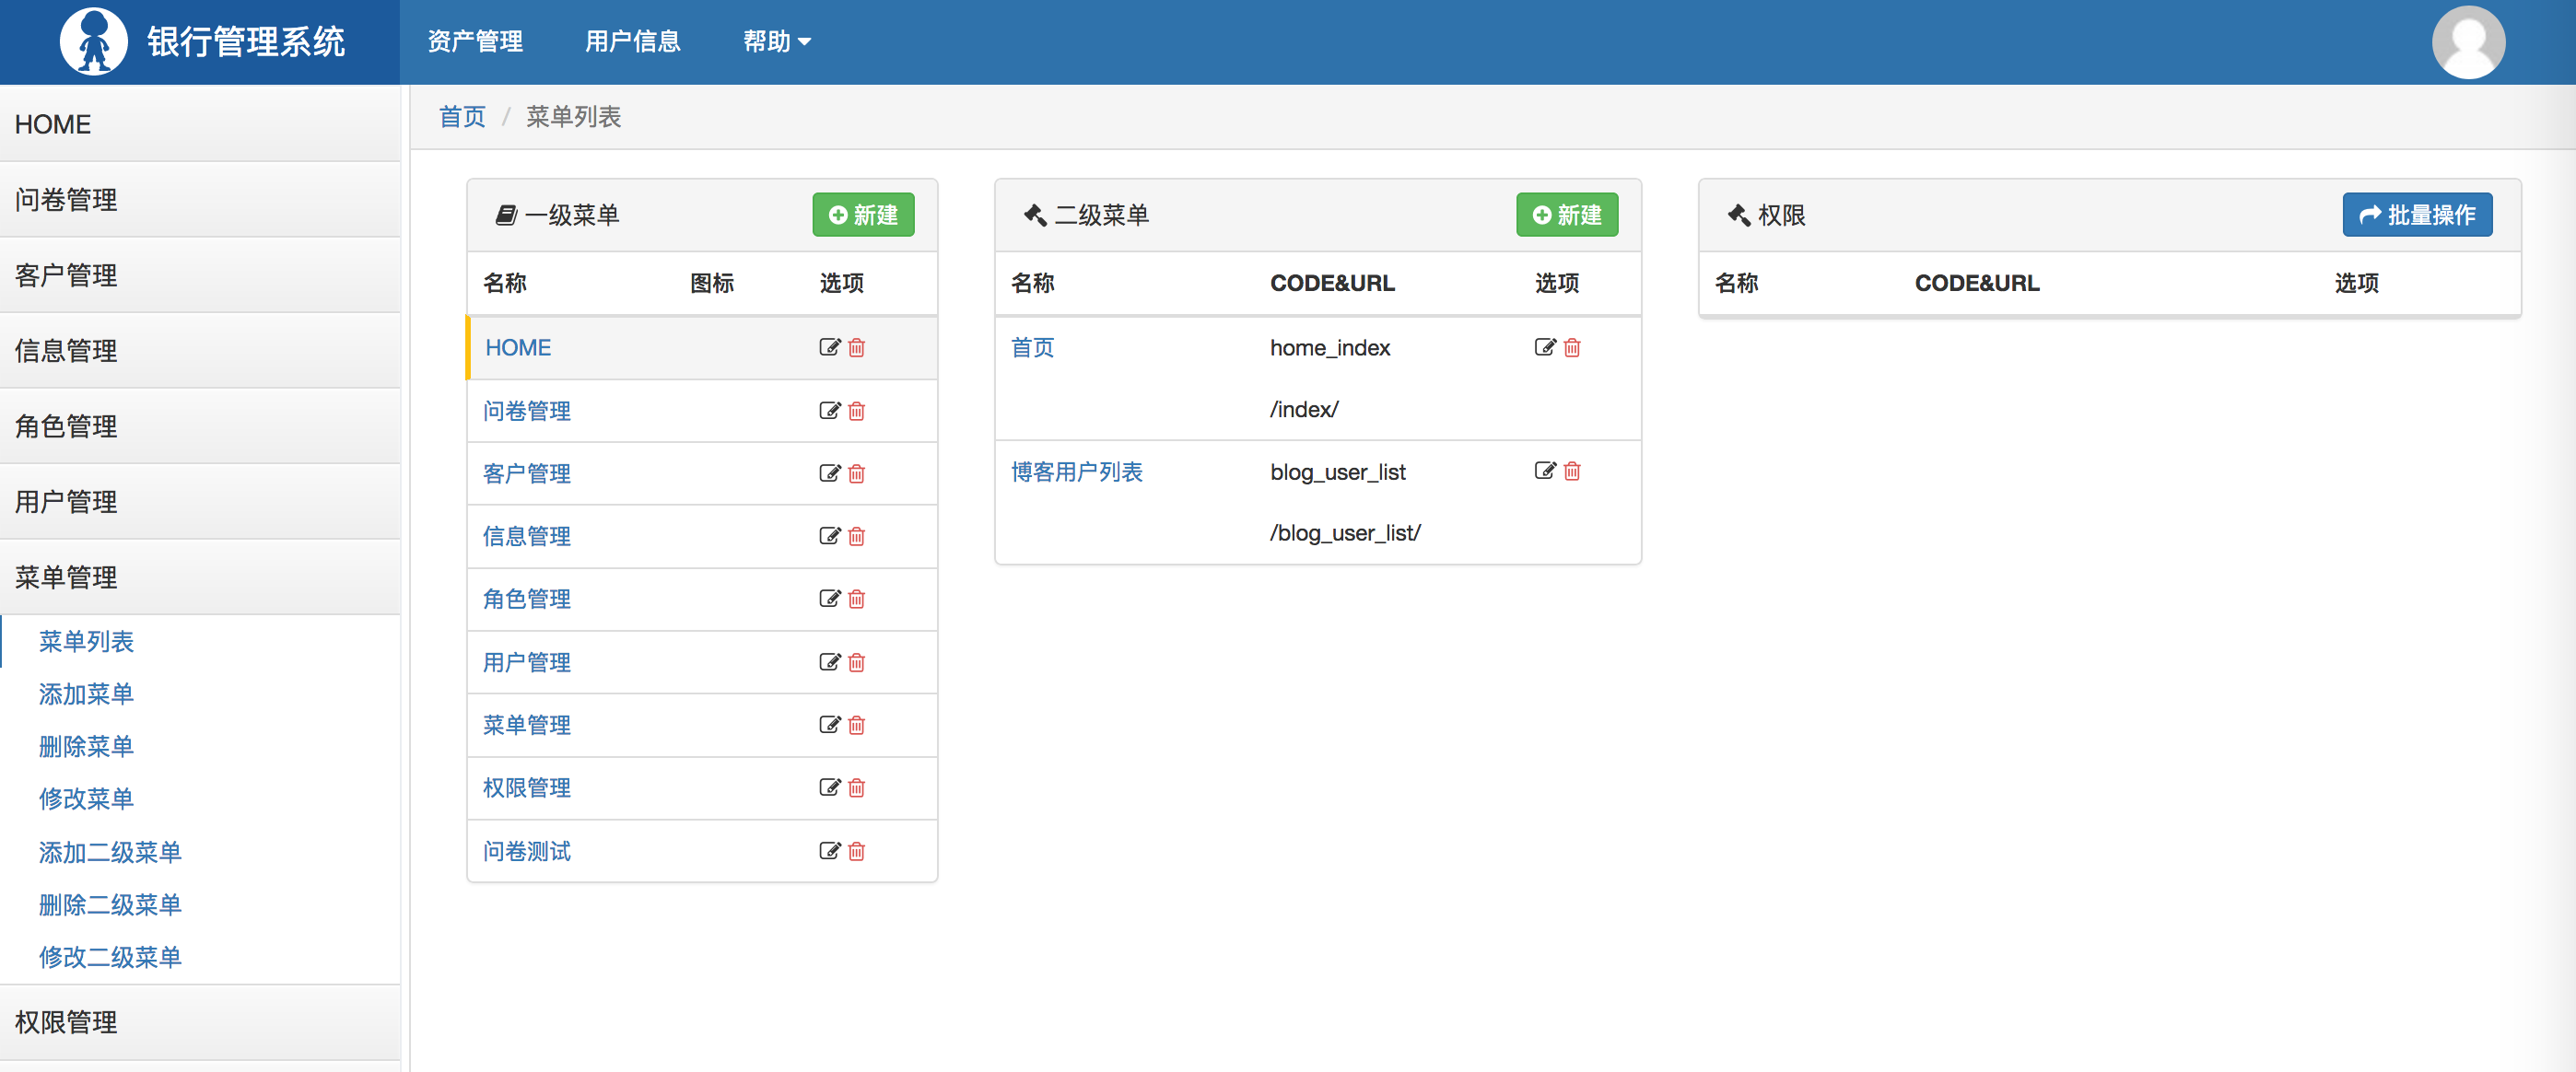 银行管理系统
资产管理 用户信息 帮助
HOME
问卷管理
客户管理
信息管理
角色管理
用户管理
菜单管理
菜单列表
添加菜单
删除菜单
修改菜单
添加二级菜单
删除二级菜单
修改二级菜单
权限管理
首页 / 菜单列表
一级菜单 新建
名称 图标 选项
HOME
问卷管理
客户管理
信息管理
角色管理
用户管理
菜单管理
权限管理
问卷测试
二级菜单 新建
名称 CODE&URL 选项
首页 home_index
/index/
博客用户列表 blog_user_list
/blog_user_list/
权限 批量操作
名称 CODE&URL 选项